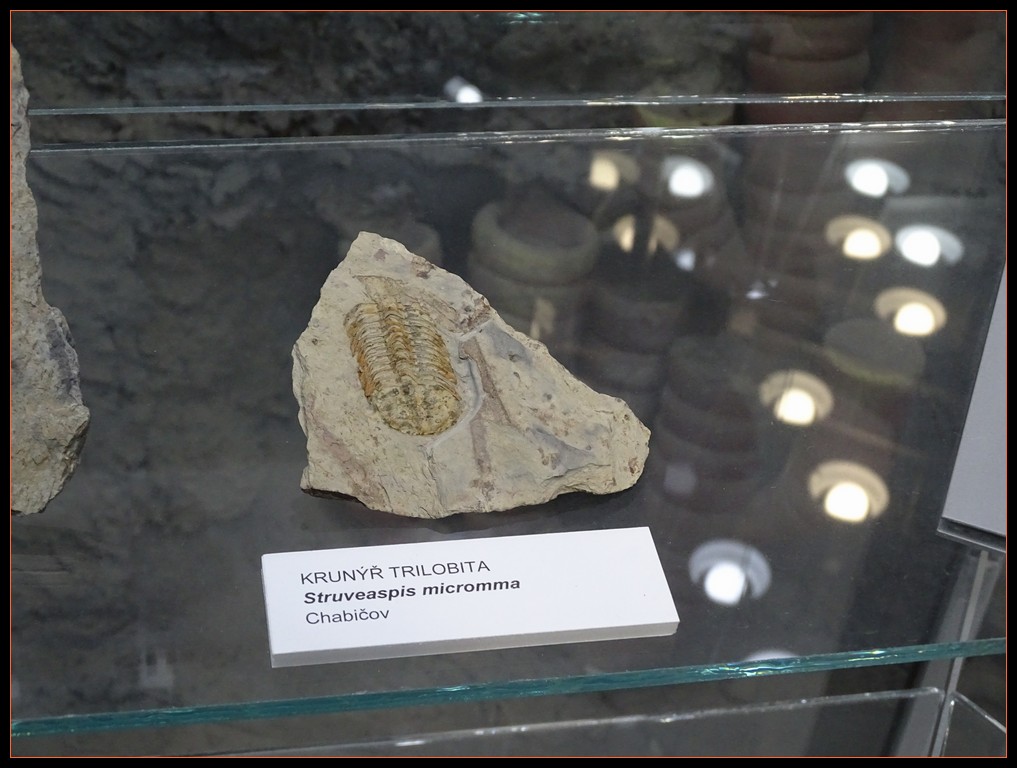 KRUNÝŘ TRILOBITA
Struveaspis micromma
Chabičov